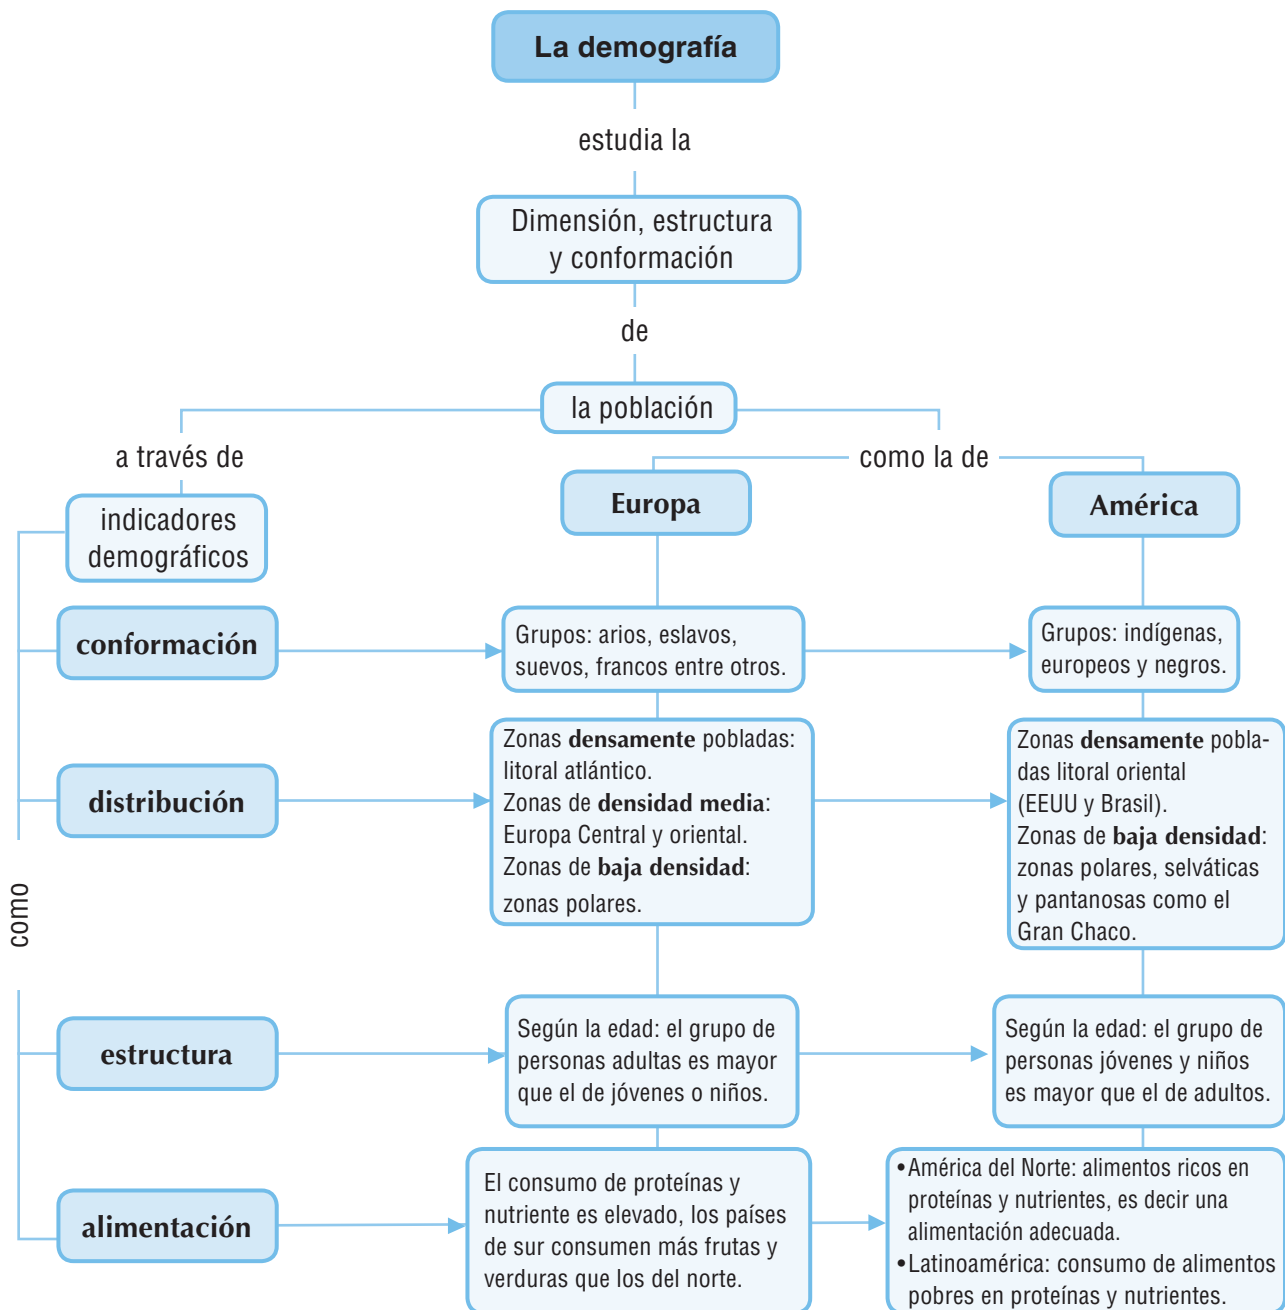 La demografía
estudia la
Dimensión, estructura
y conformación
de
la población
a través de
como la de
indicadores
demográficos
Europa
América
como
conformación
Grupos: arios, eslavos,
suevos, francos entre otros.
Grupos: indígenas,
europeos y negros.
distribución
Zonas densamente pobladas:
litoral atlántico.
Zonas de densidad media:
Europa Central y oriental.
Zonas de baja densidad:
zonas polares.
Zonas densamente pobla-
das litoral oriental
(EEUU y Brasil).
Zonas de baja densidad:
zonas polares, selváticas
y pantanosas como el
Gran Chaco.
estructura
Según la edad: el grupo de
personas adultas es mayor
que el de jóvenes o niños.
Según la edad: el grupo de
personas jóvenes y niños
es mayor que el de adultos.
alimentación
El consumo de proteínas y
nutriente es elevado, los países
de sur consumen más frutas y
verduras que los del norte.
•América del Norte: alimentos ricos en
proteínas y nutrientes, es decir una
alimentación adecuada.
•Latinoamérica: consumo de alimentos
pobres en proteínas y nutrientes.